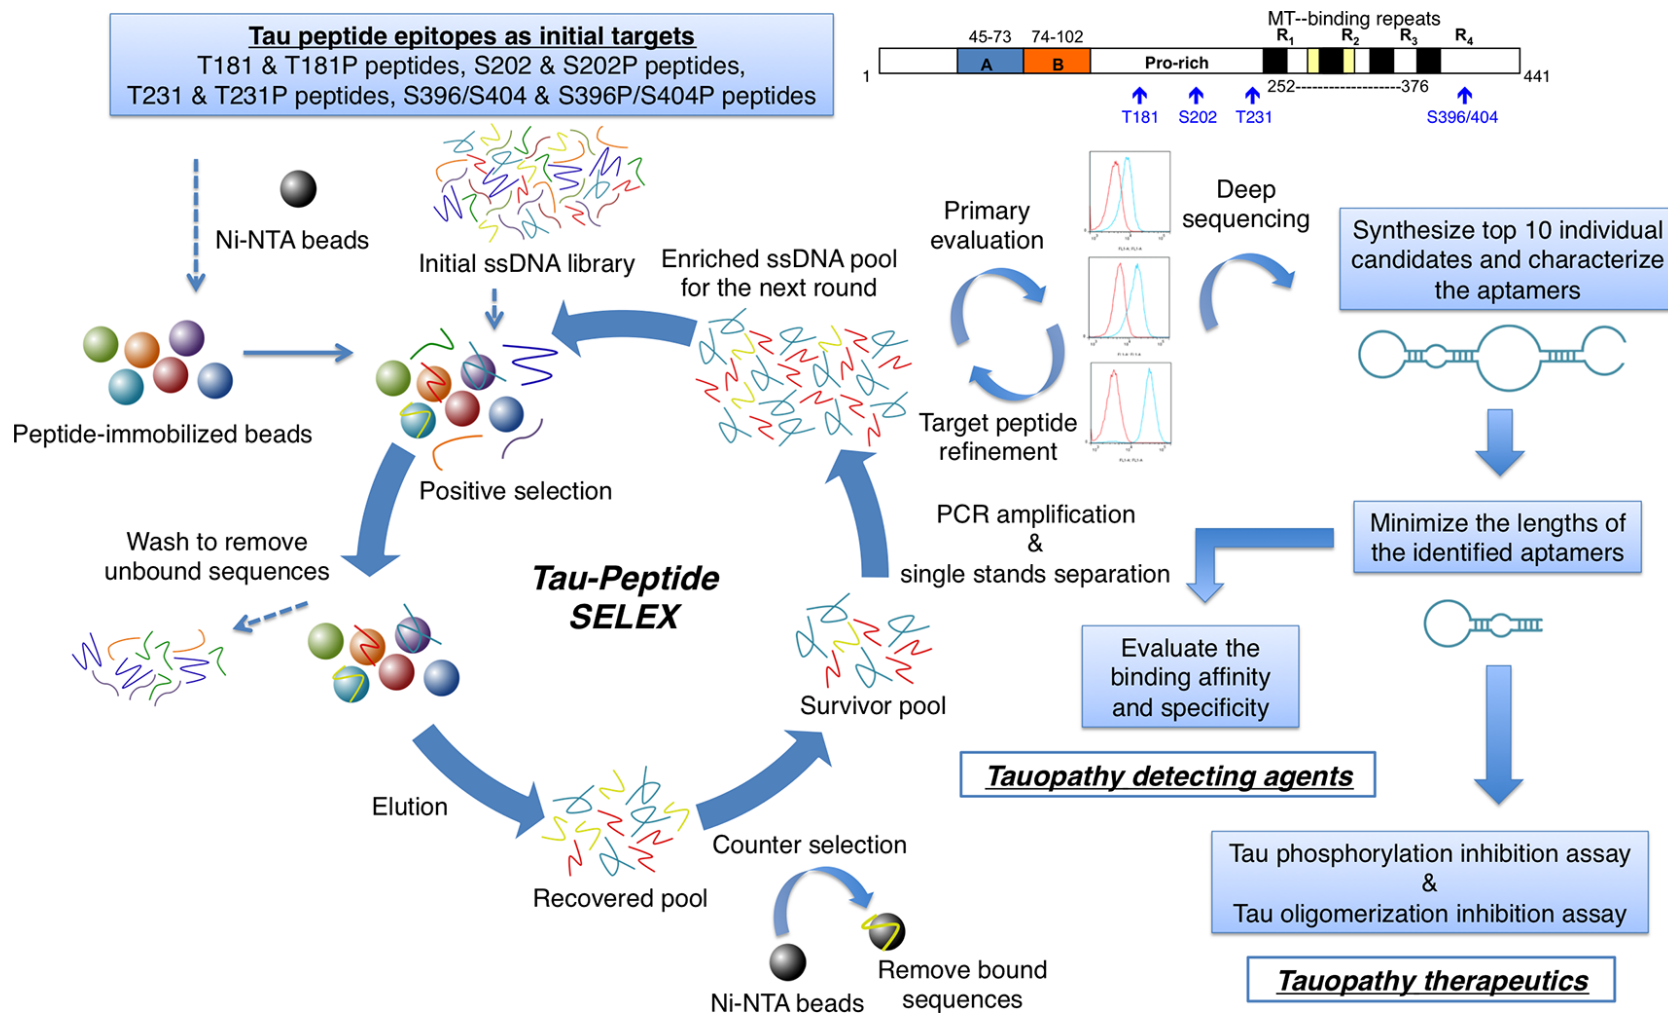 Tau peptide epitopes as initial targets
T181 & T181P peptides, S202 & S202P peptides,
T231 & T231P peptides, S396/S404 & S396P/S404P peptides
MT--binding repeats
45-73
74-102
R1
R2
R3
R4
A
B
Pro-rich
1
441
252-------------------376
T181
S202
T231
S396/404
Ni-NTA beads
Initial ssDNA library
Enriched ssDNA pool
for the next round
Primary
evaluation
Deep
sequencing
Target peptide
refinement
Synthesize top 10 individual
candidates and characterize
the aptamers
Peptide-immobilized beads
Positive selection
Wash to remove
unbound sequences
Tau-Peptide
SELEX
PCR amplification
&
single stands separation
Minimize the lengths of
the identified aptamers
Survivor pool
Evaluate the
binding affinity
and specificity
Tauopathy detecting agents
Elution
Recovered pool
Counter selection
Ni-NTA beads
Remove bound
sequences
Tau phosphorylation inhibition assay
&
Tau oligomerization inhibition assay
Tauopathy therapeutics